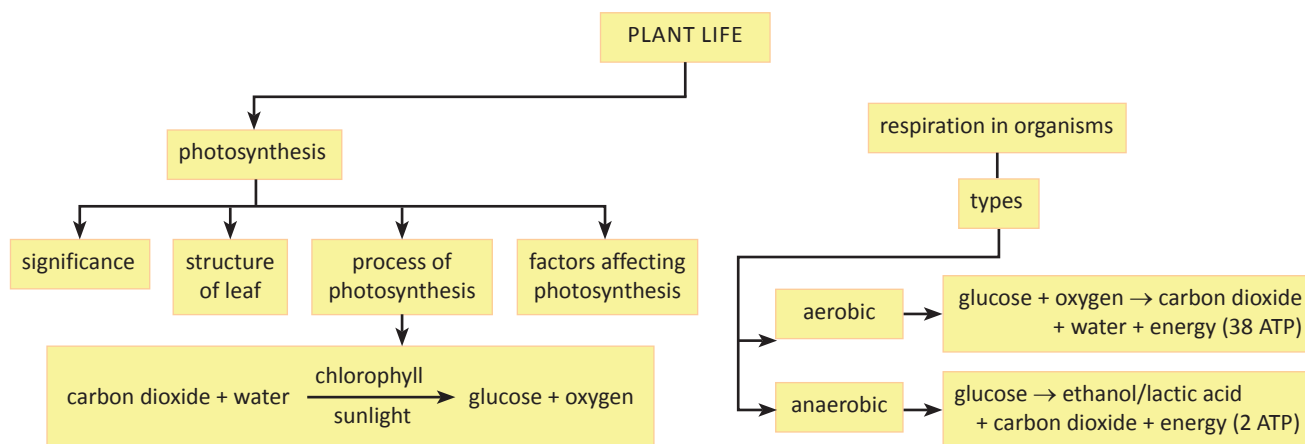 PLANT LIFE
photosynthesis
significance
structure
of leaf
process of
photosynthesis
factors affecting
photosynthesis
carbon dioxide + water
chlorophyll
sunlight
glucose + oxygen
respiration in organisms
types
aerobic
glucose + oxygen → carbon dioxide
+ water + energy (38 ATP)
anaerobic
glucose → ethanol/lactic acid
+ carbon dioxide + energy (2 ATP)